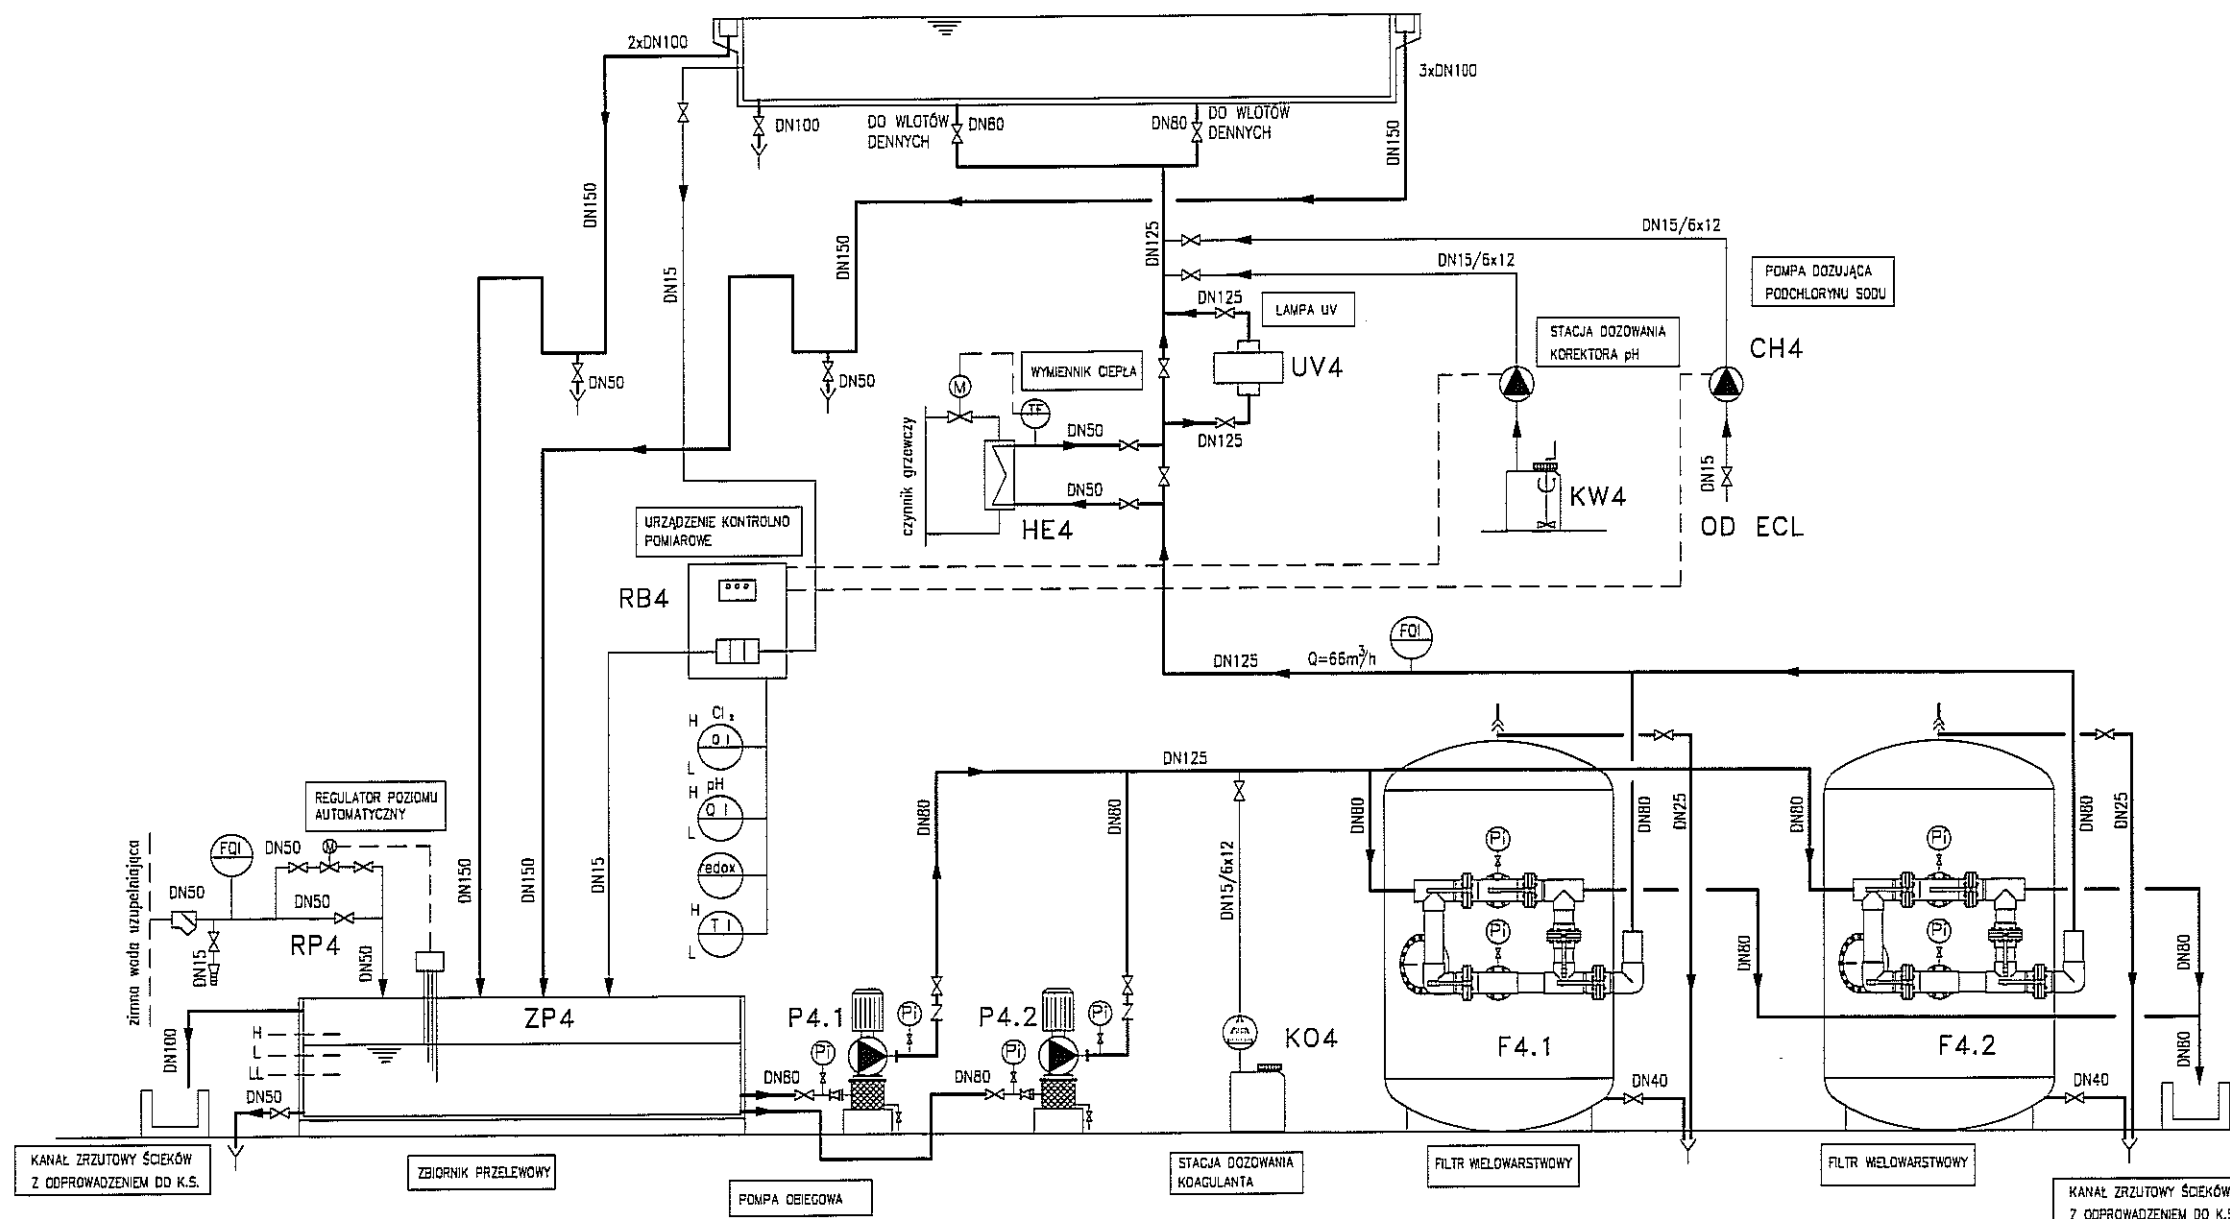 2xDN100
3xDN100
DN100
DO WLOTÓW
DENNYCH
DN80
DN80
DO WLOTÓW
DENNYCH
DN150
DN150
DN15
DN150
DN125
DN15/6x12
DN15/6x12
POMPA DOZUJĄCA
PODCHLORYNU SODU
DN125
LAMPA UV
STACJA DOZOWANIA
KOREKTORA pH
CH4
DN50
DN50
M
WYMIENNIK CIEPŁA
UV4
TF
DN50
DN125
czynnik grzewczy
DN50
HE4
KW4
DN15
OD ECL
URZĄDZENIE KONTROLNO
POMIAROWE
RB4
FQI
DN125
Q=66m³/h
H
Cl₂
Q I
L
H
pH
Q I
L
redox
H
T I
L
REGULATOR POZIOMU
AUTOMATYCZNY
zimna woda uzupełniająca
FQI
DN50
M
DN50
DN50
RP4
DN15
DN50
DN150
DN150
DN15
DN125
DN80
DN80
DN15/6x12
DN80
DN80
DN25
DN80
DN80
DN25
Pi
Pi
Pi
Pi
DN80
DN80
DN80
ZP4
H
L
LL
DN100
DN50
P4.1
Pi
Pi
P4.2
Pi
Pi
DN80
DN80
KO4
F4.1
F4.2
DN40
DN40
KANAŁ ZRZUTOWY ŚCIEKÓW
Z ODPROWADZENIEM DO K.S.
ZBIORNIK PRZELEWOWY
POMPA OBIEGOWA
STACJA DOZOWANIA
KOAGULANTA
FILTR WIELOWARSTWOWY
FILTR WIELOWARSTWOWY
KANAŁ ZRZUTOWY ŚCIEKÓW
Z ODPROWADZENIEM DO K.S.